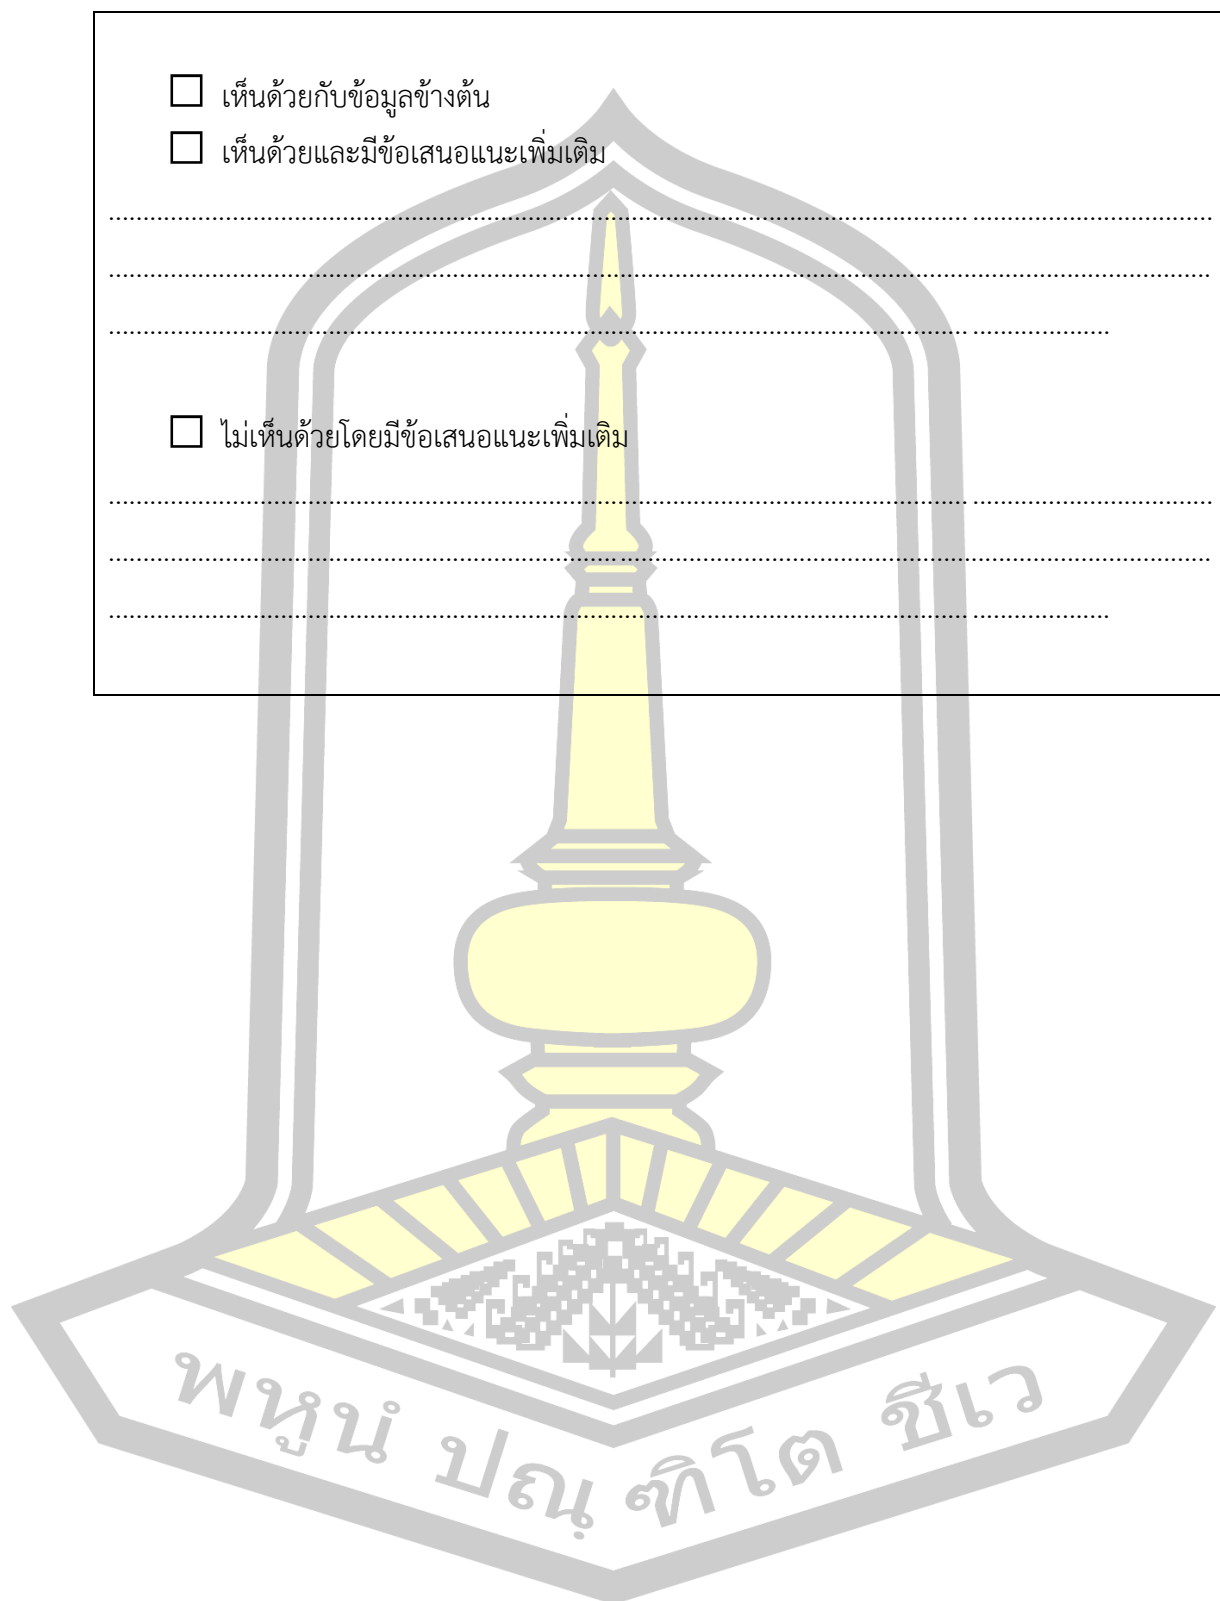 ☐ เห็นด้วยกับข้อมูลข้างต้น
☐ เห็นด้วยและมีข้อเสนอแนะเพิ่มเติม
................................................................................................................................ ...................................
.................................................................. ..................................................................................................
................................................................................................................................ ....................
☐ ไม่เห็นด้วยโดยมีข้อเสนอแนะเพิ่มเติม
................................................................................................................................ ...................................
....................................................................................................................................................................
................................................................................................................................ ....................
พหูนํ ปณฺฑิโต ชีเว